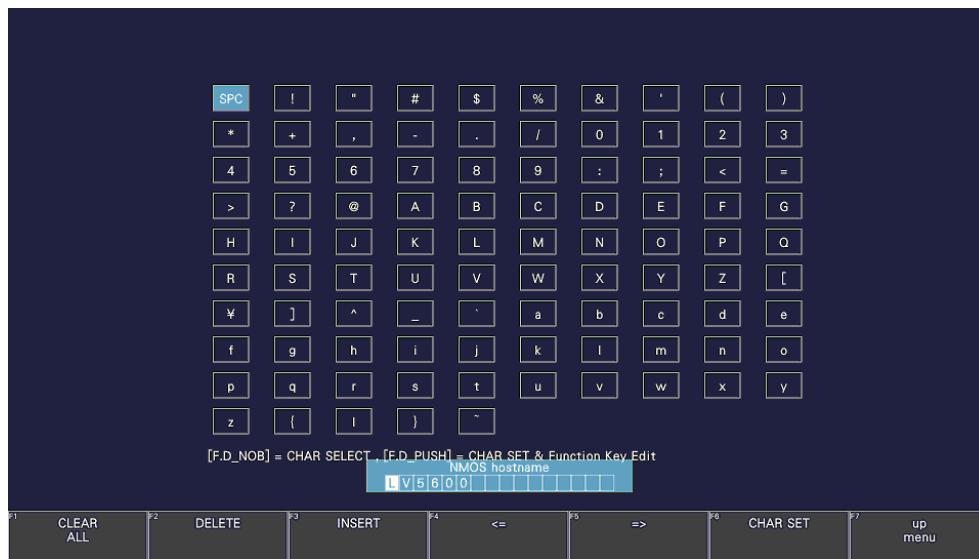 SPC ! " # $ % & ' ( )
* + , - . / 0 1 2 3
4 5 6 7 8 9 : ; < =
> ? @ A B C D E F G
H I J K L M N O P Q
R S T U V W X Y Z [
¥ ] ^ _ ` a b c d e
f g h i j k l m n o
p q r s t u v w x y
z { | } ~
[F.D_NOB] = CHAR SELECT , [F.D_PUSH] = CHAR SET & Function Key Edit
NMOS hostname
LV5600
F1 CLEAR ALL
F2 DELETE
F3 INSERT
F4 <=
F5 =>
F6 CHAR SET
F7 up menu